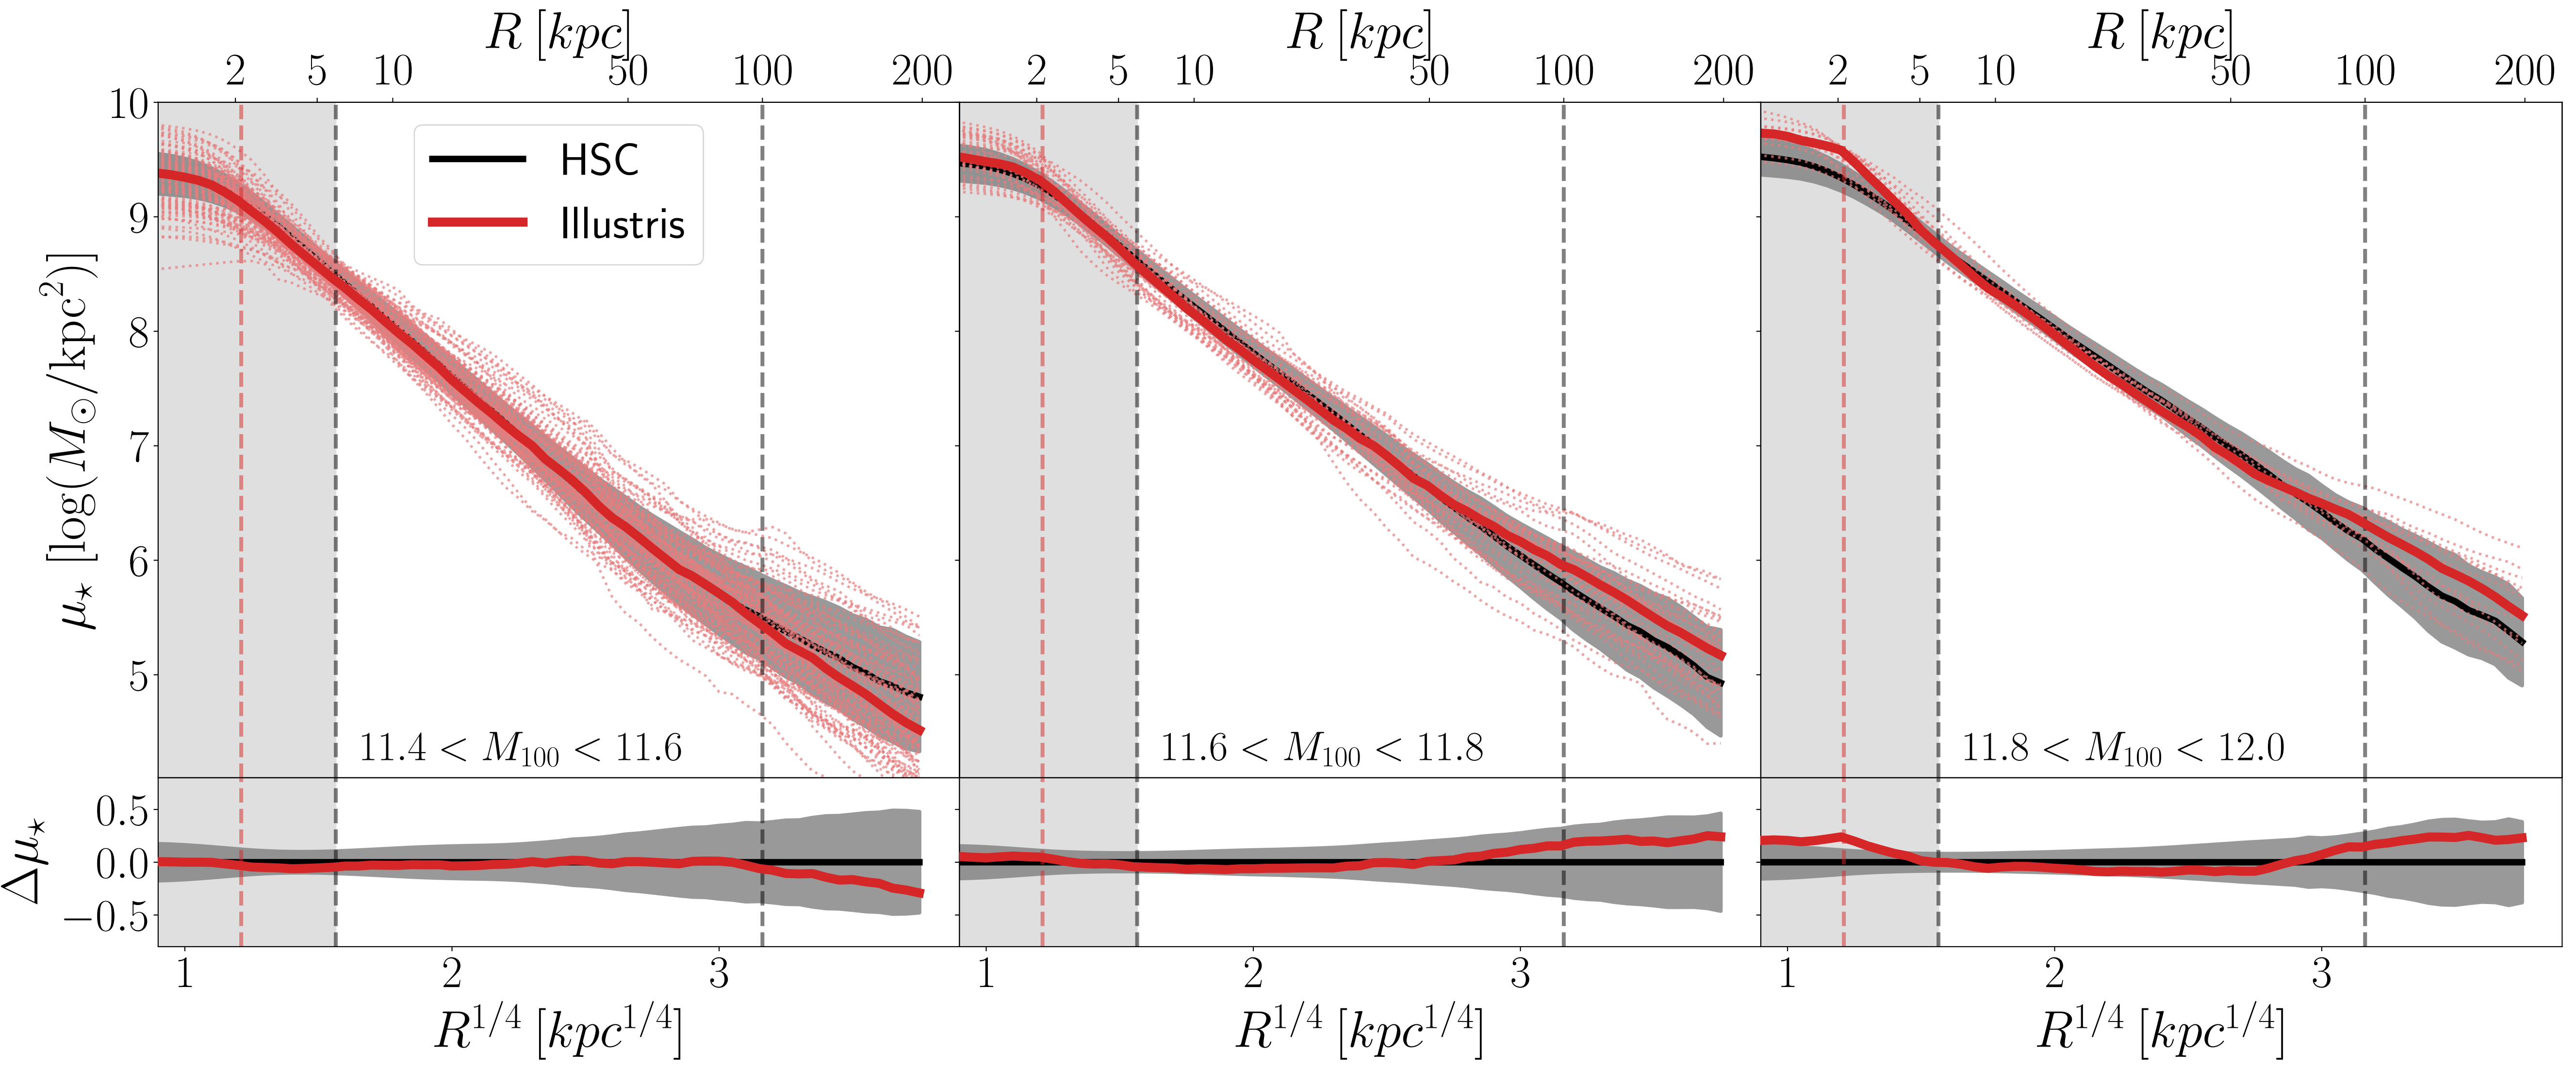 R [kpc] R [kpc] R [kpc]
2 5 10 50 100 200 2 5 10 50 100 200 2 5 10 50 100 200
10
9
8
7
6
5
μ⋆ [log(M⊙/kpc²)]
HSC
Illustris
11.4 < M₁₀₀ < 11.6
11.6 < M₁₀₀ < 11.8
11.8 < M₁₀₀ < 12.0
0.5
0.0
−0.5
Δμ⋆
1 2 3 1 2 3 1 2 3
R^{1/4} [kpc^{1/4}] R^{1/4} [kpc^{1/4}] R^{1/4} [kpc^{1/4}]